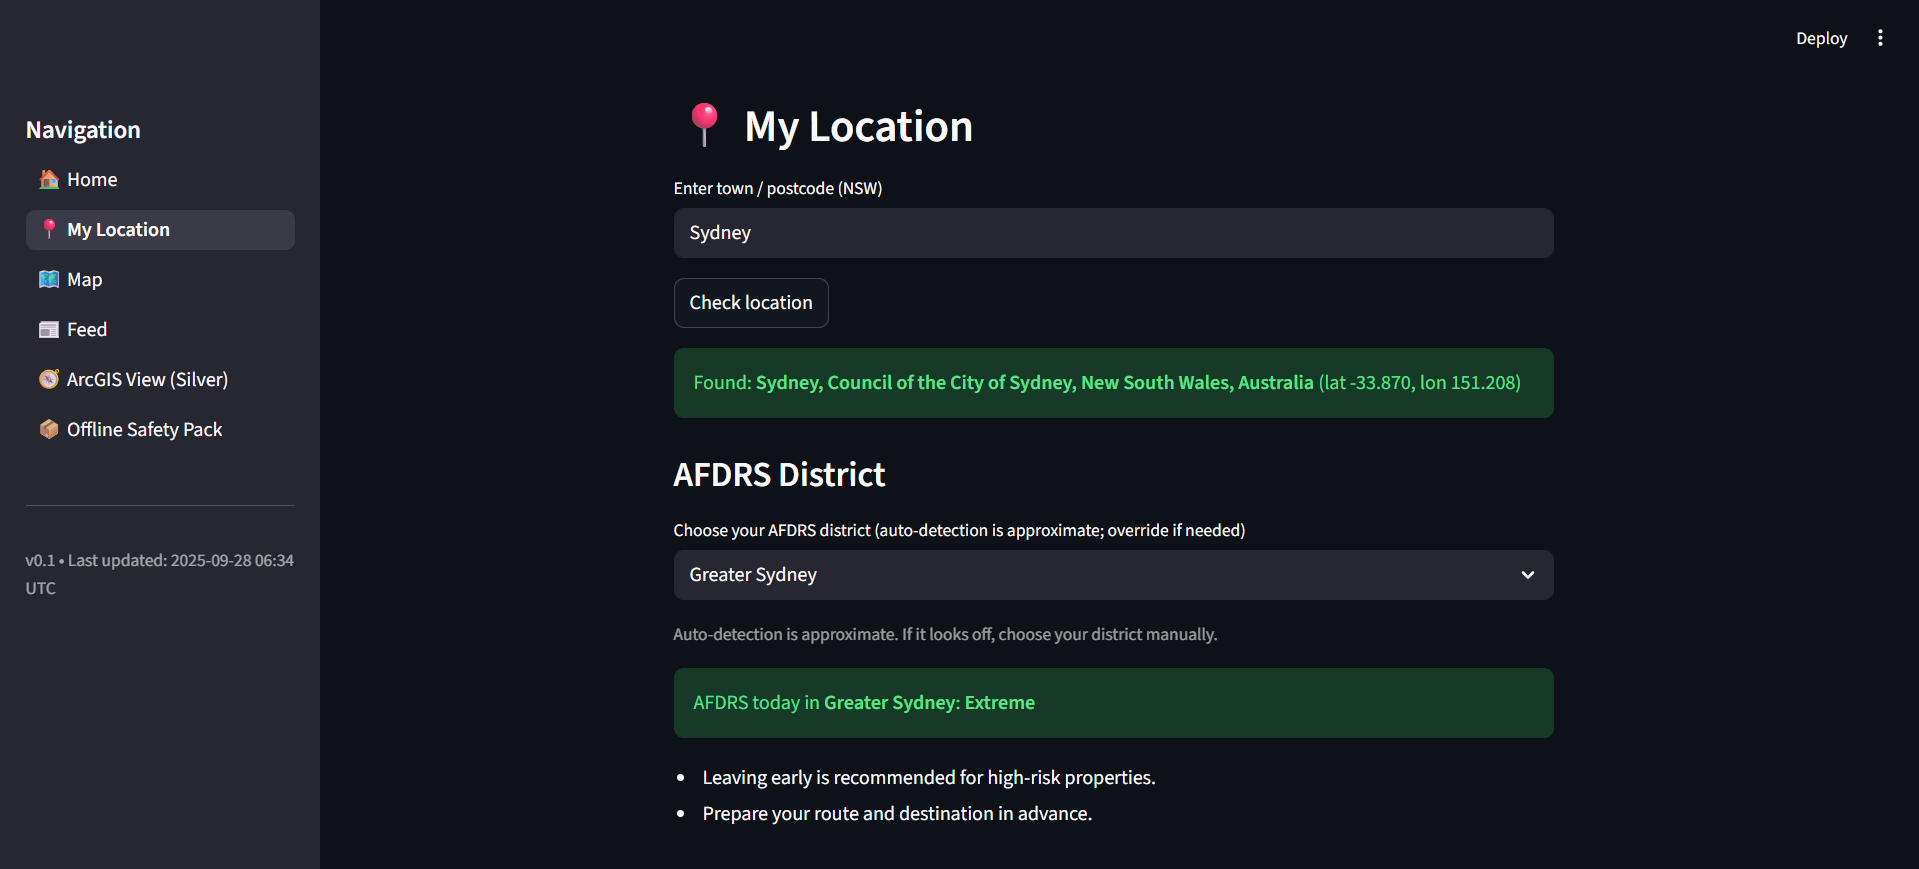 Deploy
Navigation
Home
My Location
Map
Feed
ArcGIS View (Silver)
Offline Safety Pack
v0.1 • Last updated: 2025-09-28 06:34
UTC
My Location
Enter town / postcode (NSW)
Sydney
Check location
Found: Sydney, Council of the City of Sydney, New South Wales, Australia (lat -33.870, lon 151.208)
AFDRS District
Choose your AFDRS district (auto-detection is approximate; override if needed)
Greater Sydney
Auto-detection is approximate. If it looks off, choose your district manually.
AFDRS today in Greater Sydney: Extreme
• Leaving early is recommended for high-risk properties.
• Prepare your route and destination in advance.